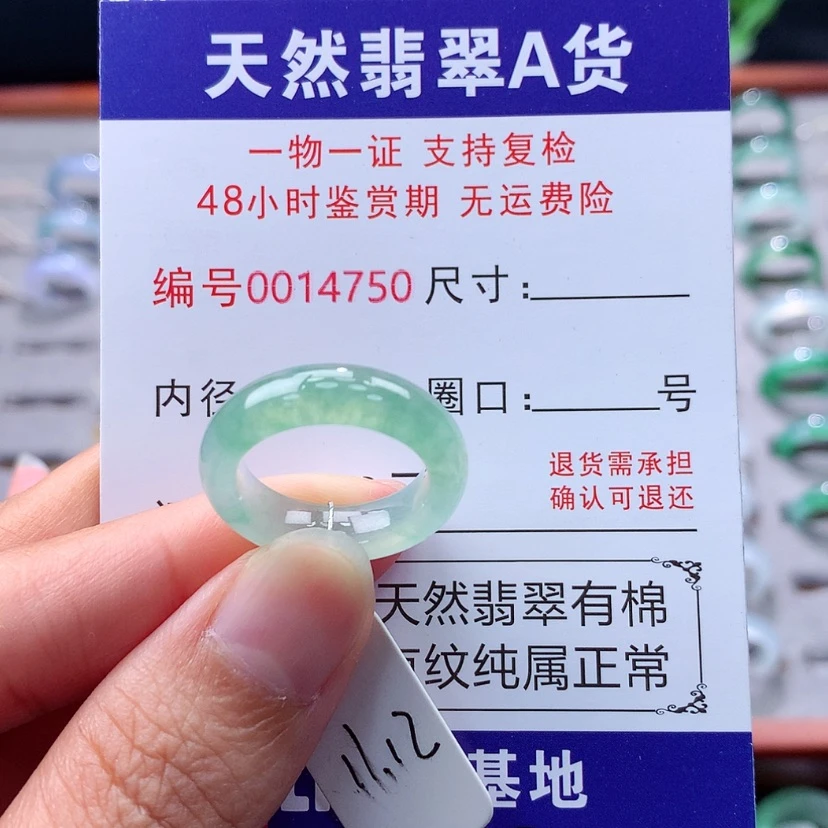 天然翡翠A货
一物一证 支持复检
48小时鉴赏期 无运费险
编号0014750 尺寸:
内径 圈口: 号
退货需承担
确认可退还
天然翡翠有棉
纹纯属正常
基地
11.12